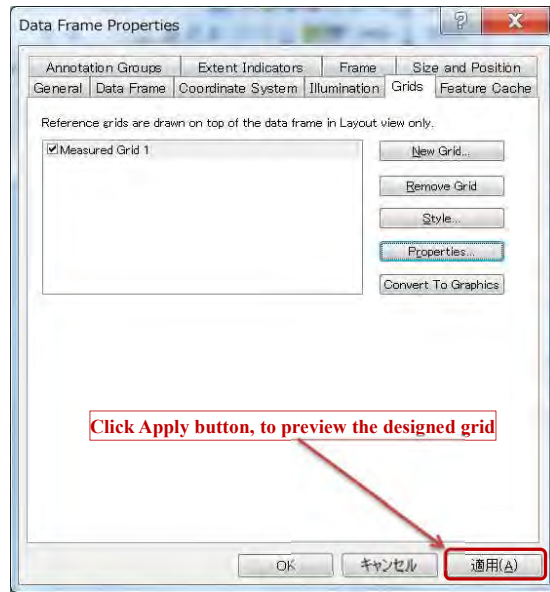 Data Frame Properties
Annotation Groups Extent Indicators Frame Size and Position
General Data Frame Coordinate System Illumination Grids Feature Cache
Reference grids are drawn on top of the data frame in Layout view only.
Measured Grid 1
New Grid...
Remove Grid
Style...
Properties...
Convert To Graphics
Click Apply button, to preview the designed grid
OK キャンセル 適用(A)